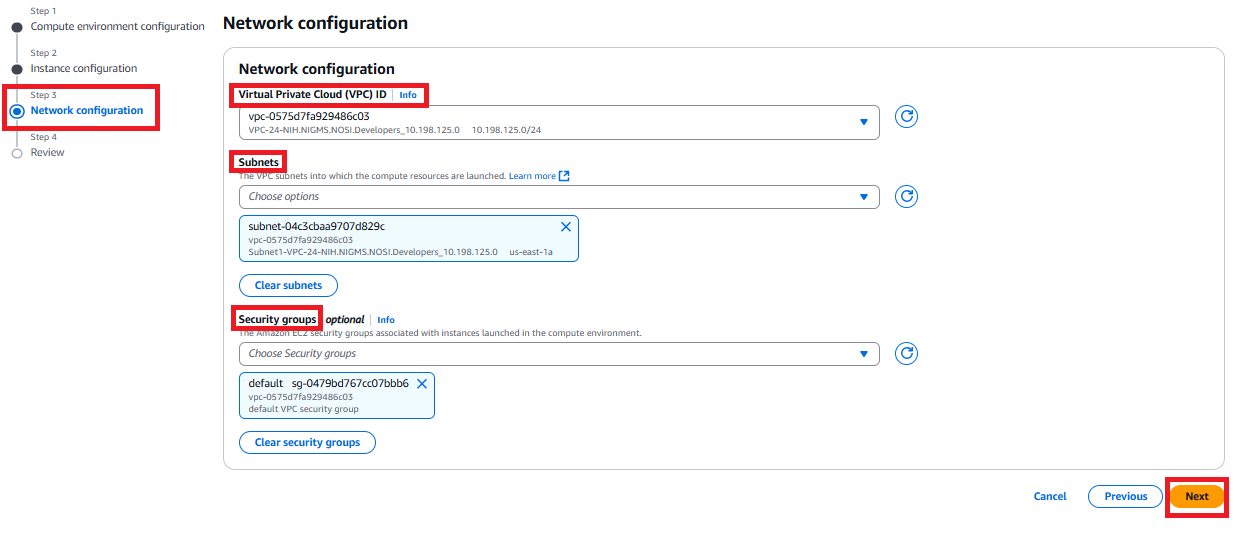 Step 1
Compute environment configuration
Step 2
Instance configuration
Step 3
Network configuration
Step 4
Review
Network configuration
Network configuration
Virtual Private Cloud (VPC) ID Info
vpc-0575d7fa929486c03
VPC-24-NIH.NIGMS.NOSI.Developers_10.198.125.0 10.198.125.0/24
Subnets
The VPC subnets into which the compute resources are launched. Learn more
Choose options
subnet-04c3cbaa9707d829c
vpc-0575d7fa929486c03
Subnet1-VPC-24-NIH.NIGMS.NOSI.Developers_10.198.125.0 us-east-1a
Clear subnets
Security groups optional Info
The Amazon EC2 security groups associated with instances launched in the compute environment.
Choose Security groups
default sg-0479bd767cc07bbb6
vpc-0575d7fa929486c03
default VPC security group
Clear security groups
Cancel Previous Next